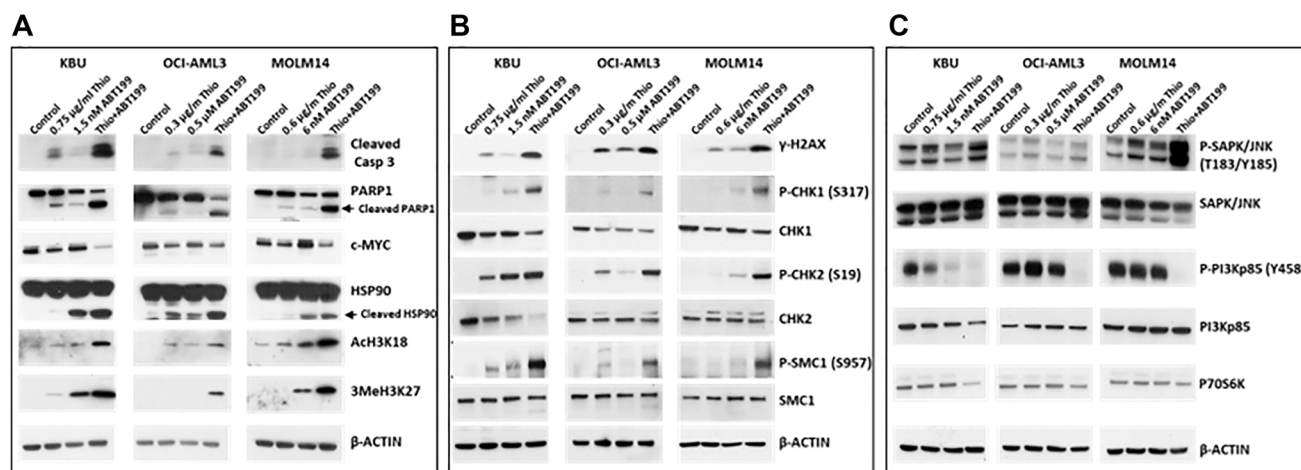 A
KBU
OCI-AML3
MOLM14
Control
0.75 µg/ml Thio
1.5 nM ABT199
Thio+ABT199
Control
0.3 µg/m Thio
0.5 µM ABT199
Thio+ABT199
Control
0.6 µg/m Thio
6 nM ABT199
Thio+ABT199
Cleaved
Casp 3
PARP1
Cleaved PARP1
c-MYC
HSP90
Cleaved HSP90
AcH3K18
3MeH3K27
β-ACTIN
B
KBU
OCI-AML3
MOLM14
Control
0.75 µg/ml Thio
1.5 nM ABT199
Thio+ABT199
Control
0.3 µg/m Thio
0.5 µM ABT199
Thio+ABT199
Control
0.6 µg/m Thio
6 nM ABT199
Thio+ABT199
γ-H2AX
P-CHK1 (S317)
CHK1
P-CHK2 (S19)
CHK2
P-SMC1 (S957)
SMC1
β-ACTIN
C
KBU
OCI-AML3
MOLM14
Control
0.75 µg/ml Thio
1.5 nM ABT199
Thio+ABT199
Control
0.3 µg/m Thio
0.5 µM ABT199
Thio+ABT199
Control
0.6 µg/m Thio
6 nM ABT199
Thio+ABT199
P-SAPK/JNK
(T183/Y185)
SAPK/JNK
P-PI3Kp85 (Y458
PI3Kp85
P70S6K
β-ACTIN